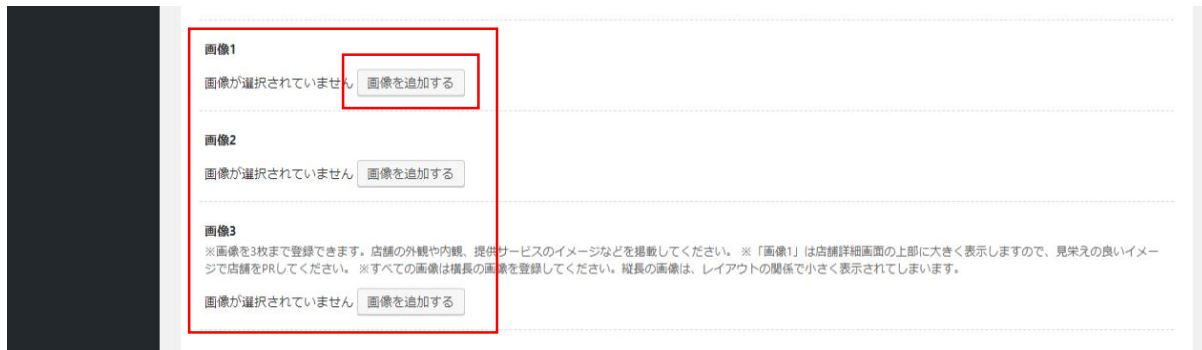 画像1
画像が選択されていません 画像を追加する
画像2
画像が選択されていません 画像を追加する
画像3
※画像を3枚まで登録できます。店舗の外観や内観、提供サービスのイメージなどを掲載してください。 ※「画像1」は店舗詳細画面の上部に大きく表示しますので、見栄えの良いイメー
ジで店舗をPRしてください。 ※すべての画像は横長の画像を登録してください。縦長の画像は、レイアウトの関係で小さく表示されてしまいます。
画像が選択されていません 画像を追加する